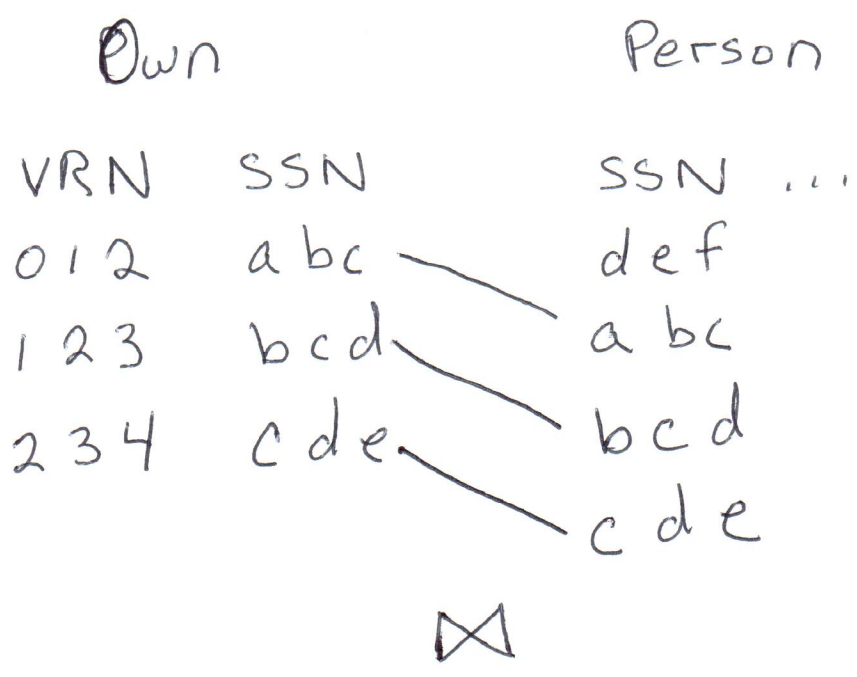 Own Person
VRN SSN SSN ...
012 abc def
123 bcd abc
234 cde bcd
cde
⋈